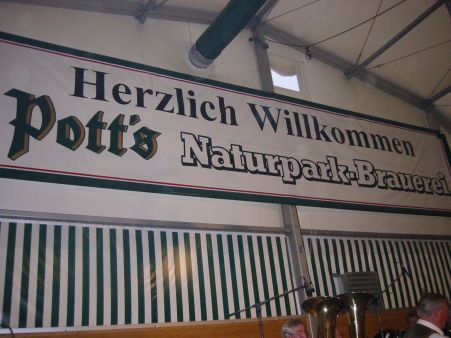 Herzlich Willkommen
Pott's Naturpark-Brauerei